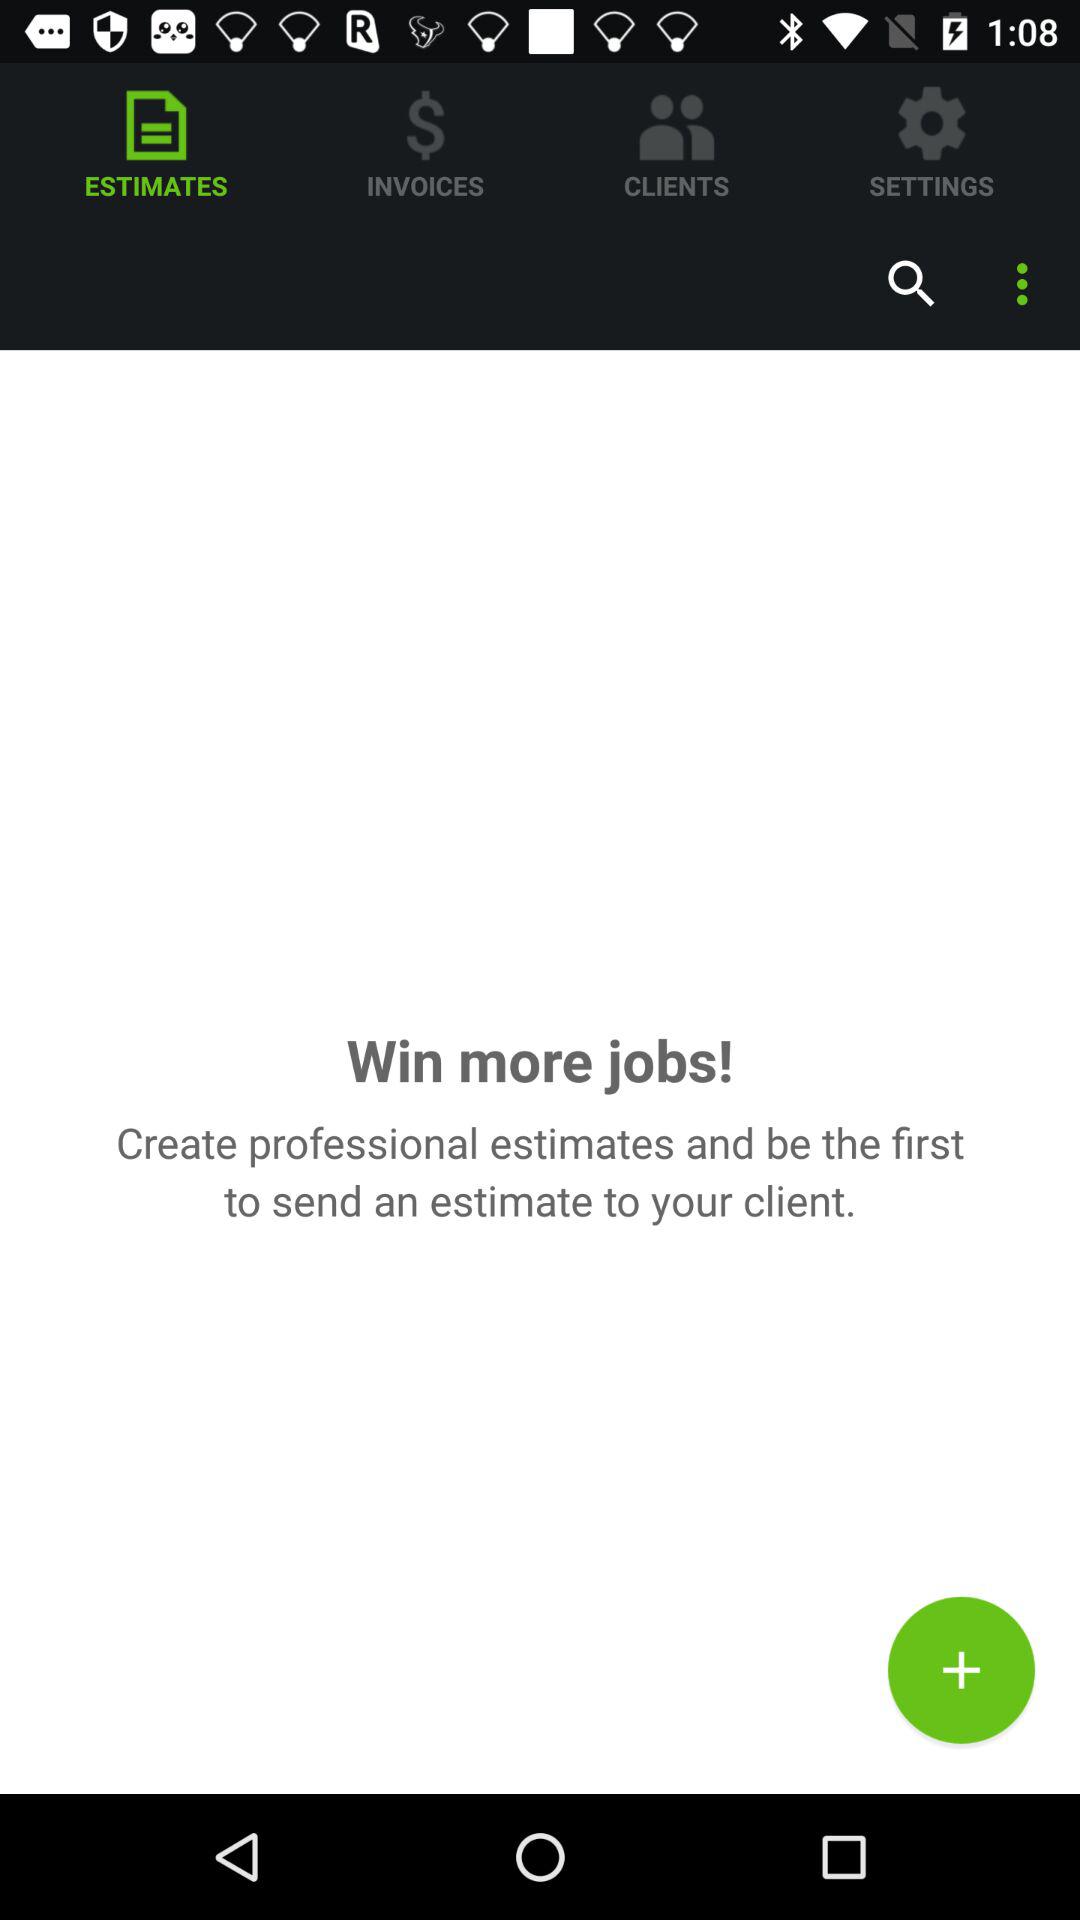 1:08
ESTIMATES INVOICES CLIENTS SETTINGS
Win more jobs!
Create professional estimates and be the first
to send an estimate to your client.